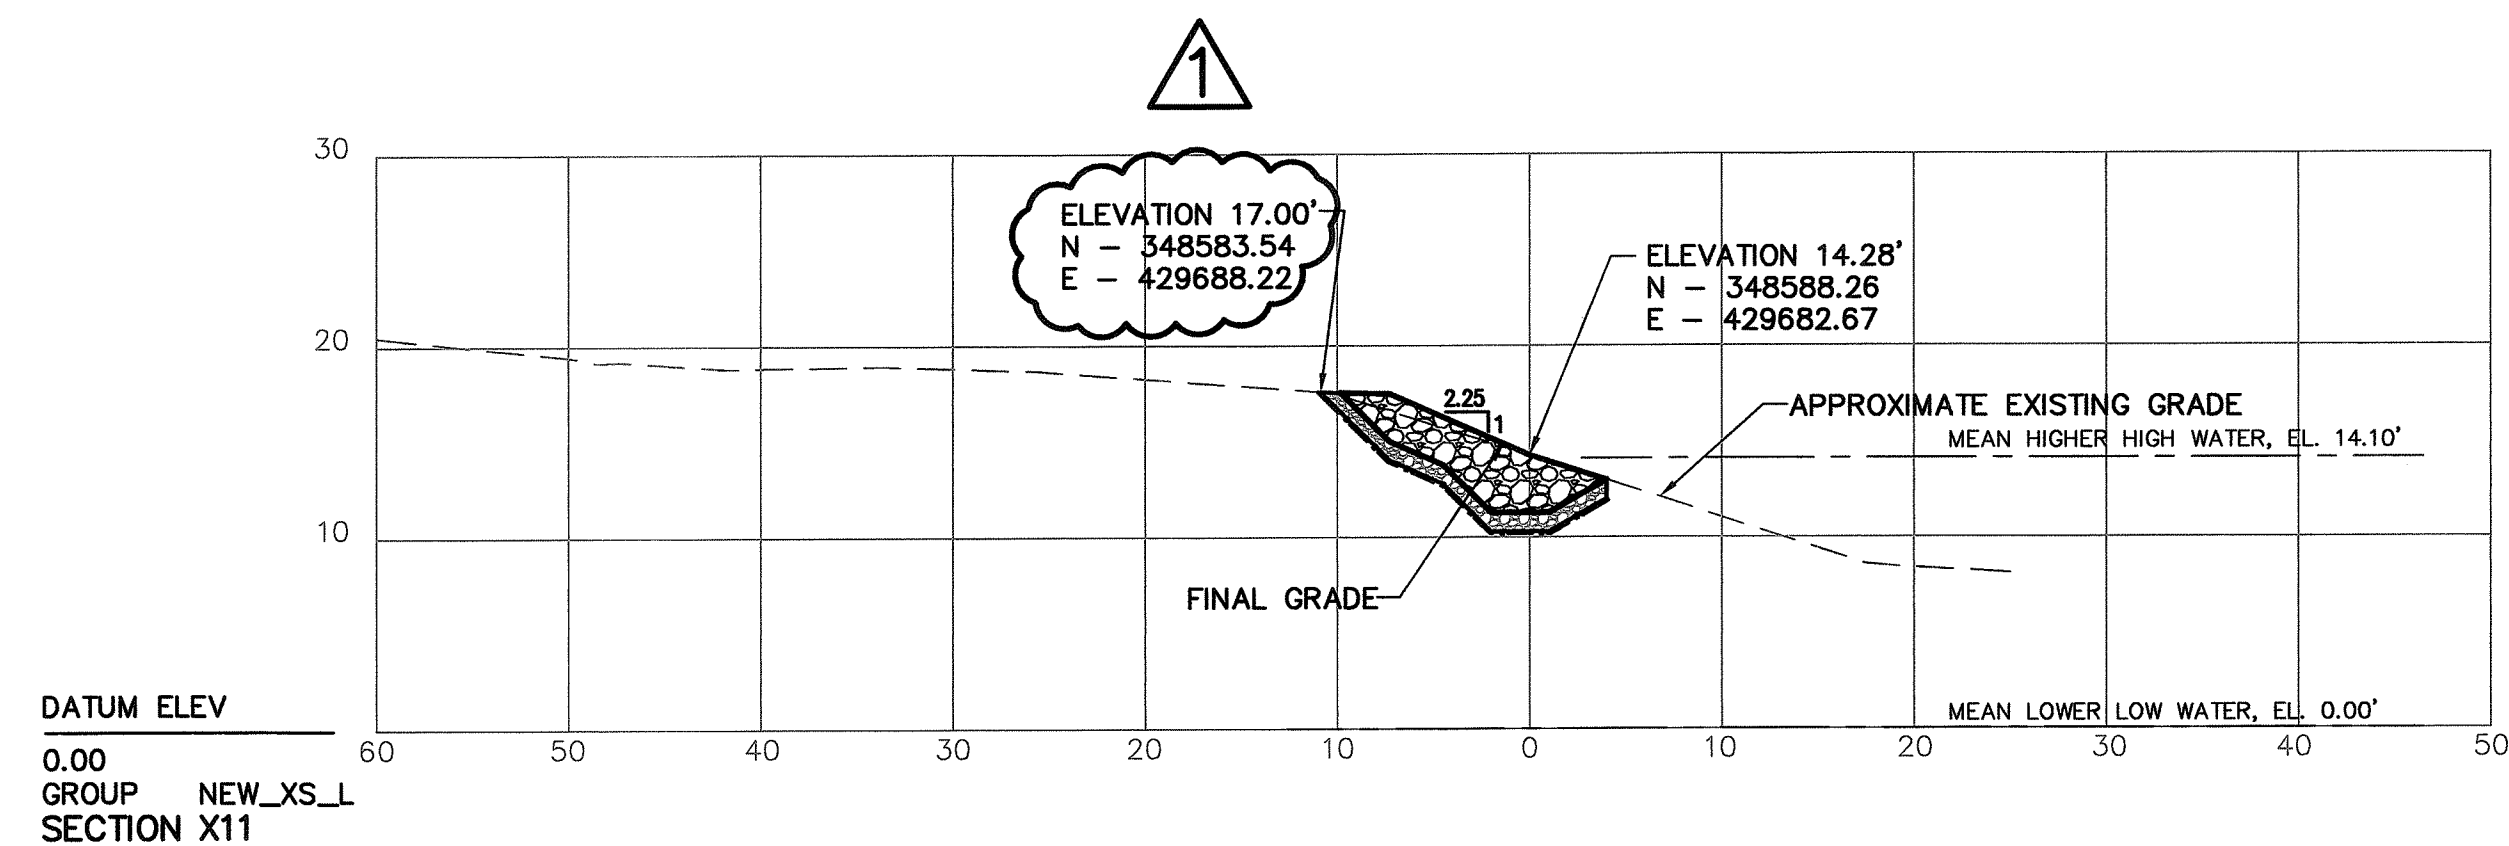 1
30
ELEVATION 17.00'
N - 348583.54
E - 429688.22
ELEVATION 14.28'
N - 348588.26
E - 429682.67
20
2.25
1
APPROXIMATE EXISTING GRADE
MEAN HIGHER HIGH WATER, EL. 14.10'
10
FINAL GRADE
DATUM ELEV
MEAN LOWER LOW WATER, EL. 0.00'
60 50 40 30 20 10 0 10 20 30 40 50
0.00
GROUP NEW_XS_L
SECTION X11